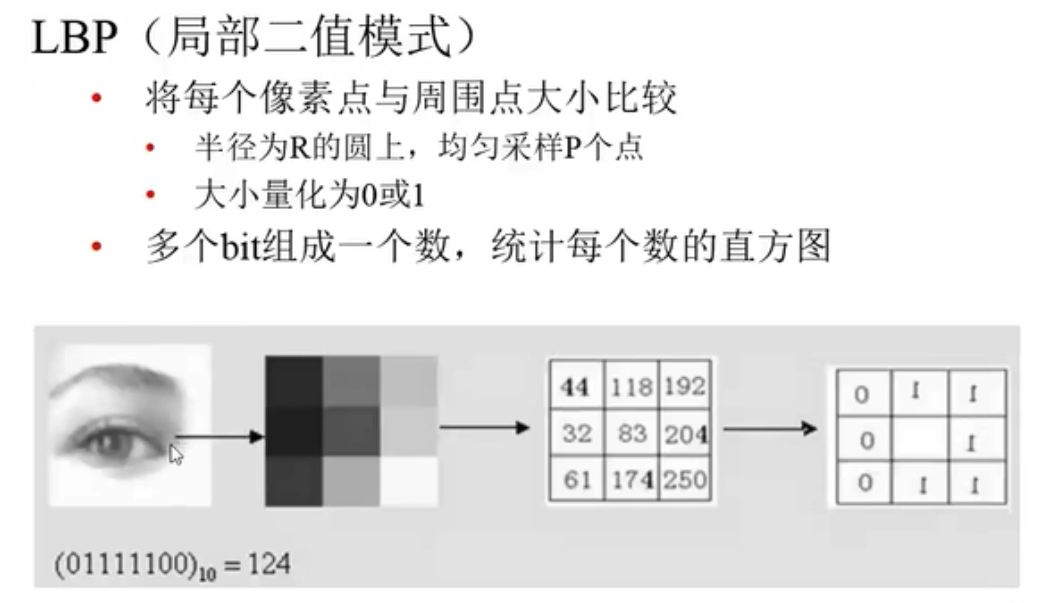 LBP（局部二值模式）
• 将每个像素点与周围点大小比较
• 半径为R的圆上，均匀采样P个点
• 大小量化为0或1
• 多个bit组成一个数，统计每个数的直方图
44 118 192
32 83 204
61 174 250
0 1 1
0 1
0 1 1
(01111100)₁₀ = 124